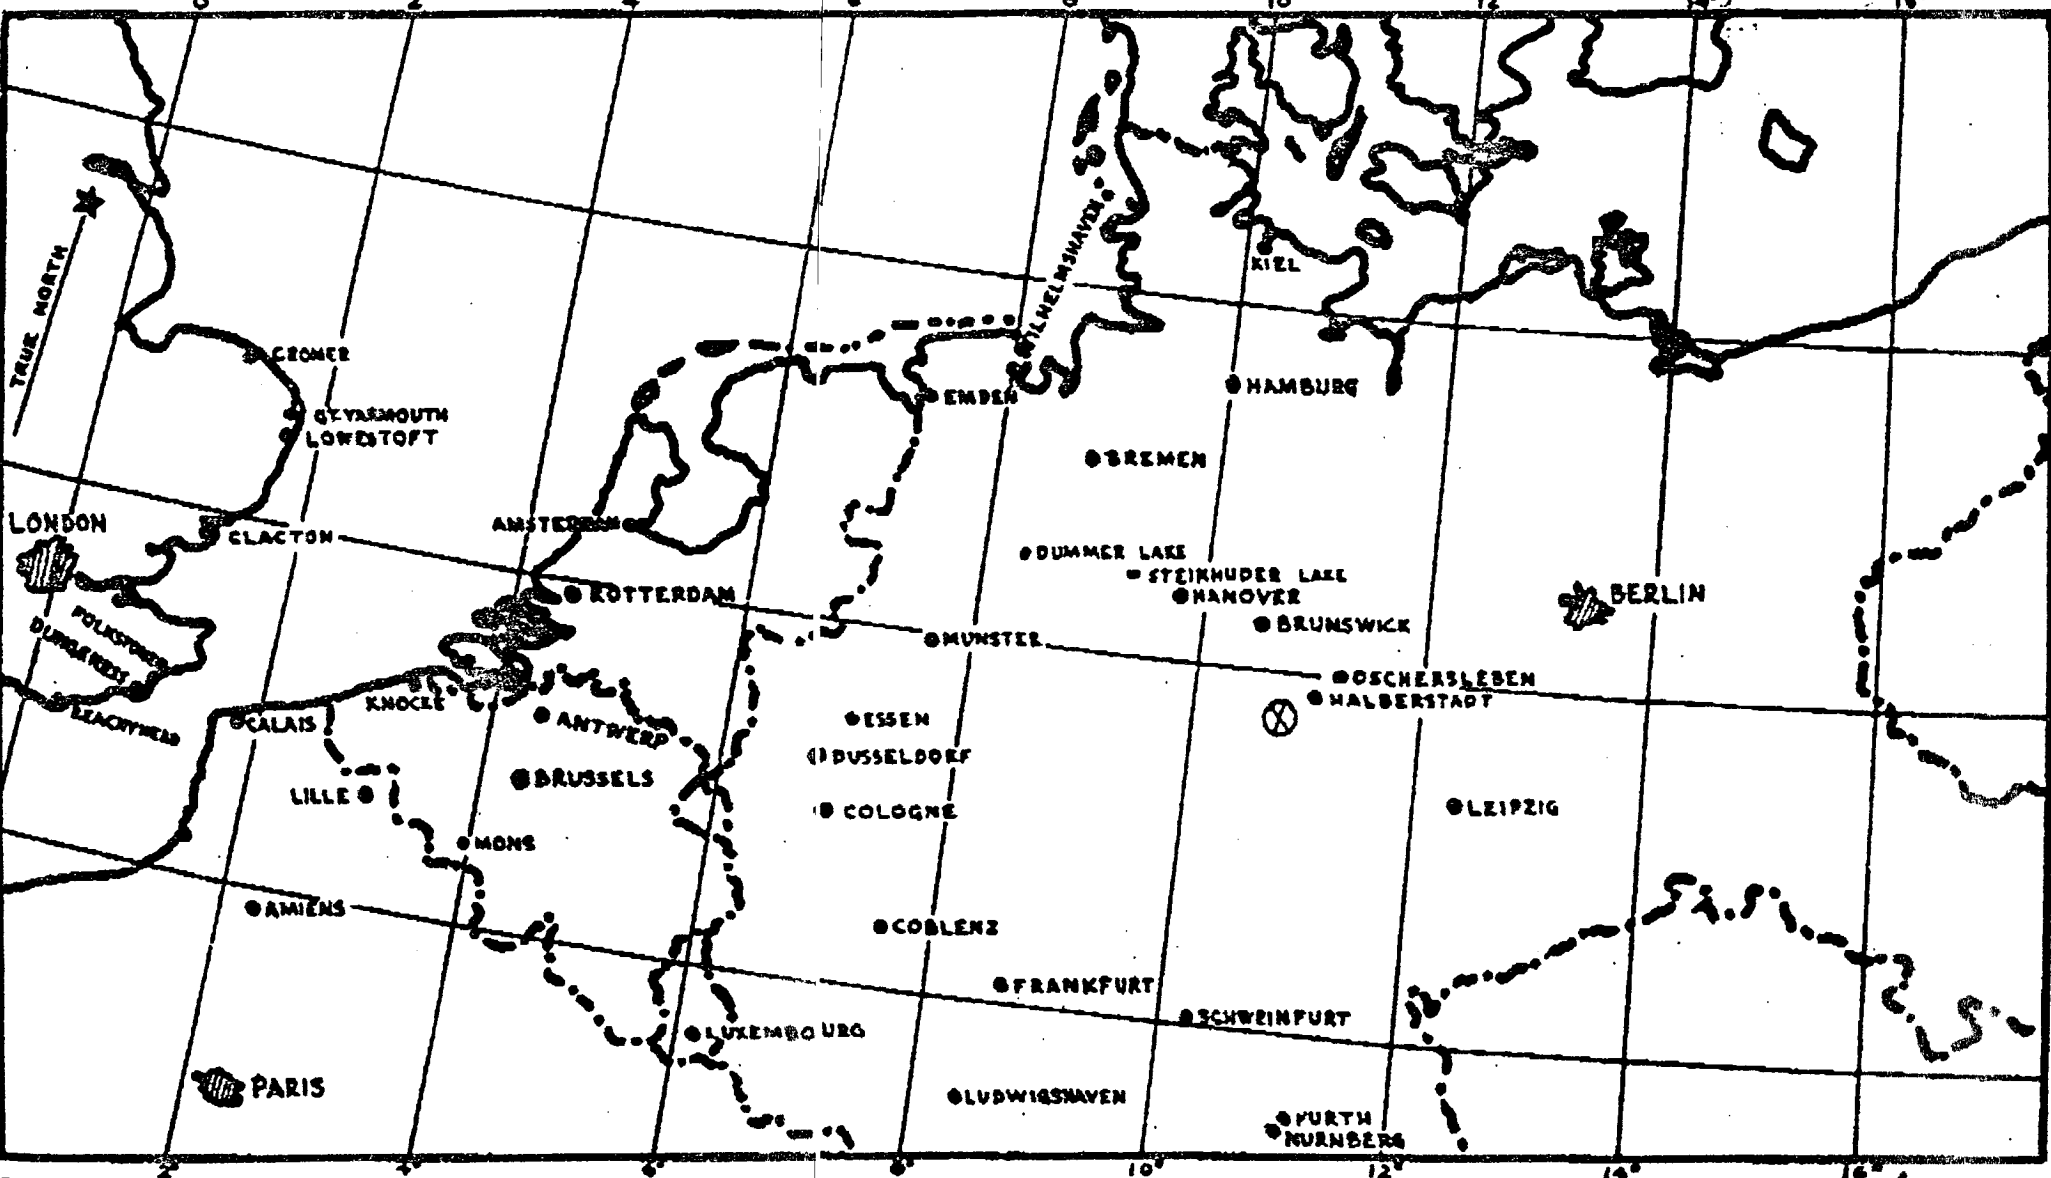 0 2 4 6 8 10 12 14 16
TRUE NORTH
WILHELMSHAVEN
KIEL
CROMER
EMDEN
HAMBURG
GT. YARMOUTH
LOWESTOFT
BREMEN
LONDON
AMSTERDAM
CLACTON
DUMMER LAKE
STEINHUDER LAKE
ROTTERDAM
HANOVER
BERLIN
FOLKSTONE
DUNGENESS
BRUNSWICK
MUNSTER
OSCHERSLEBEN
HALBERSTADT
KNOCKE
BEACHY HEAD
CALAIS
ANTWERP
ESSEN
DUSSELDORF
BRUSSELS
LILLE
COLOGNE
LEIPZIG
MONS
AMIENS
COBLENZ
FRANKFURT
SCHWEINFURT
LUXEMBOURG
PARIS
LUDWIGSHAVEN
FURTH
NURNBERG
2° 4° 6° 8° 10° 12° 14° 16°